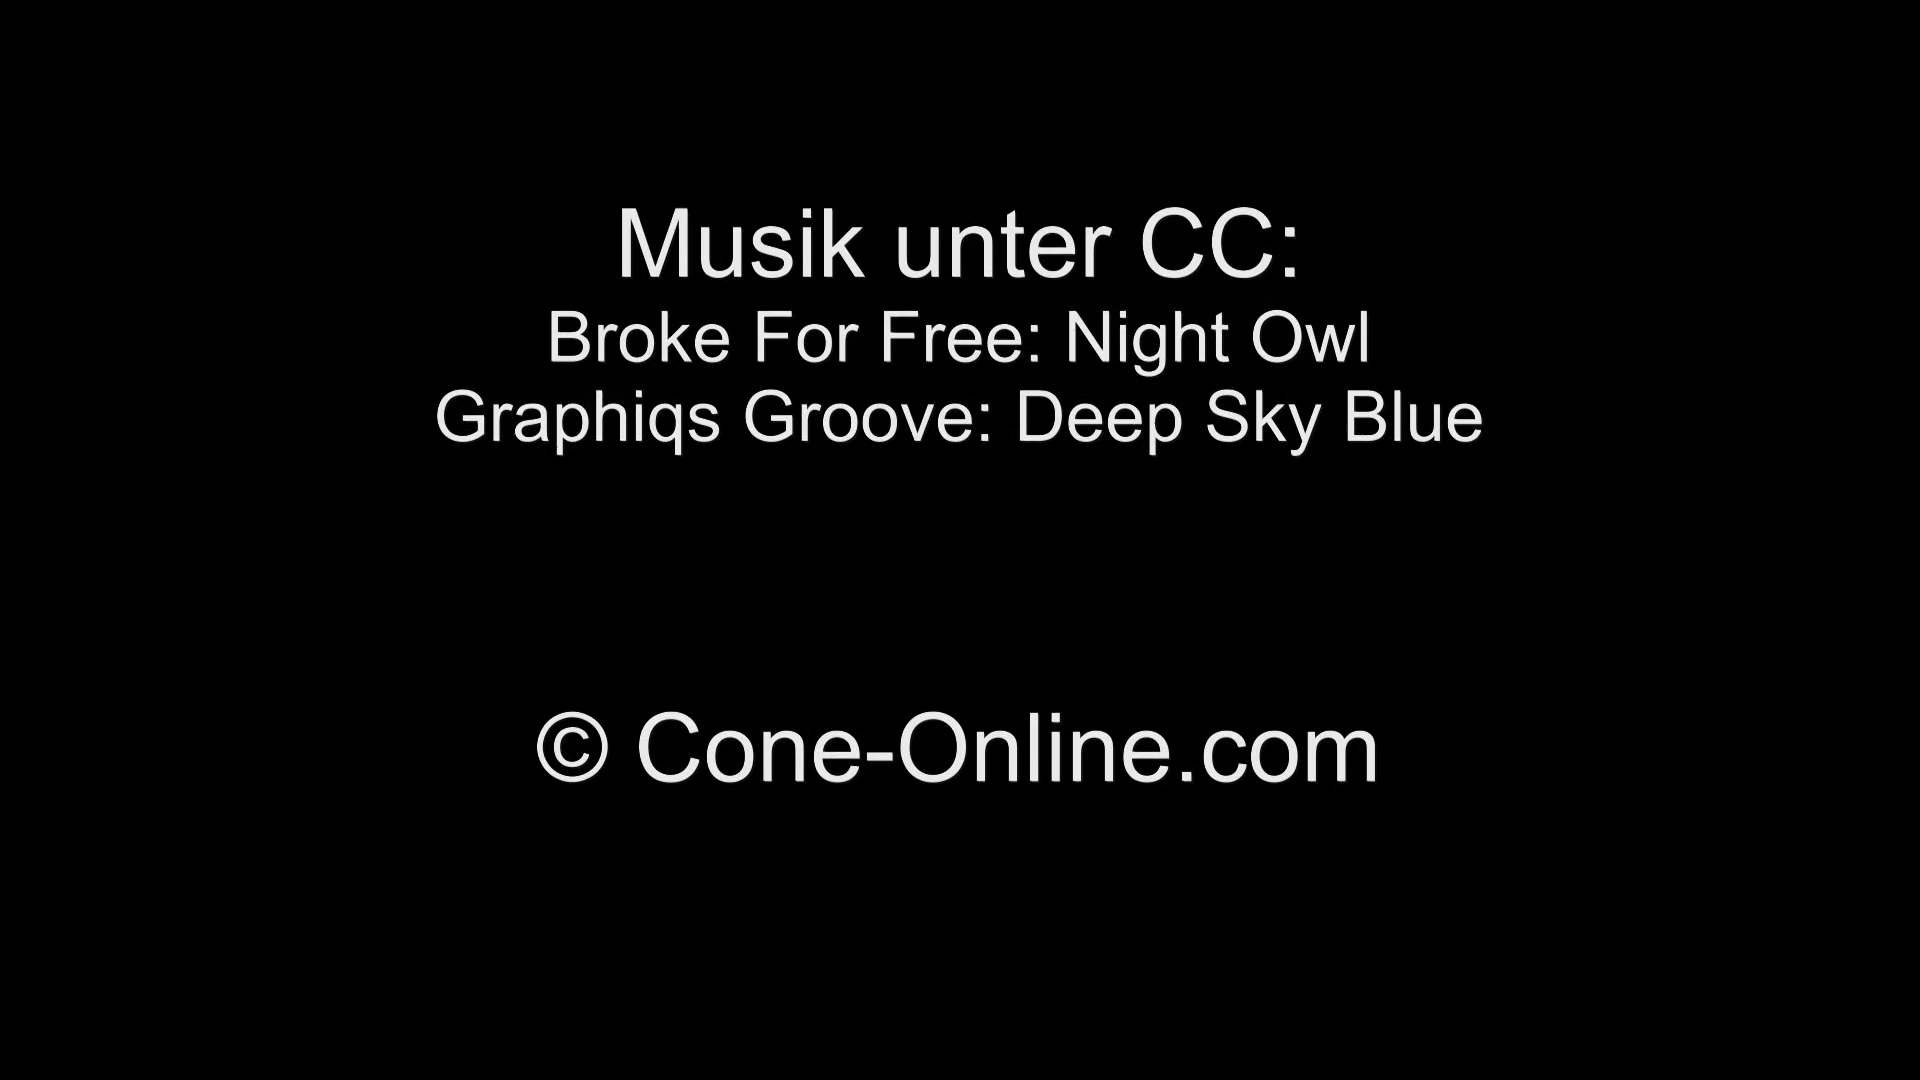 Musik unter CC:
Broke For Free: Night Owl
Graphiqs Groove: Deep Sky Blue
© Cone-Online.com